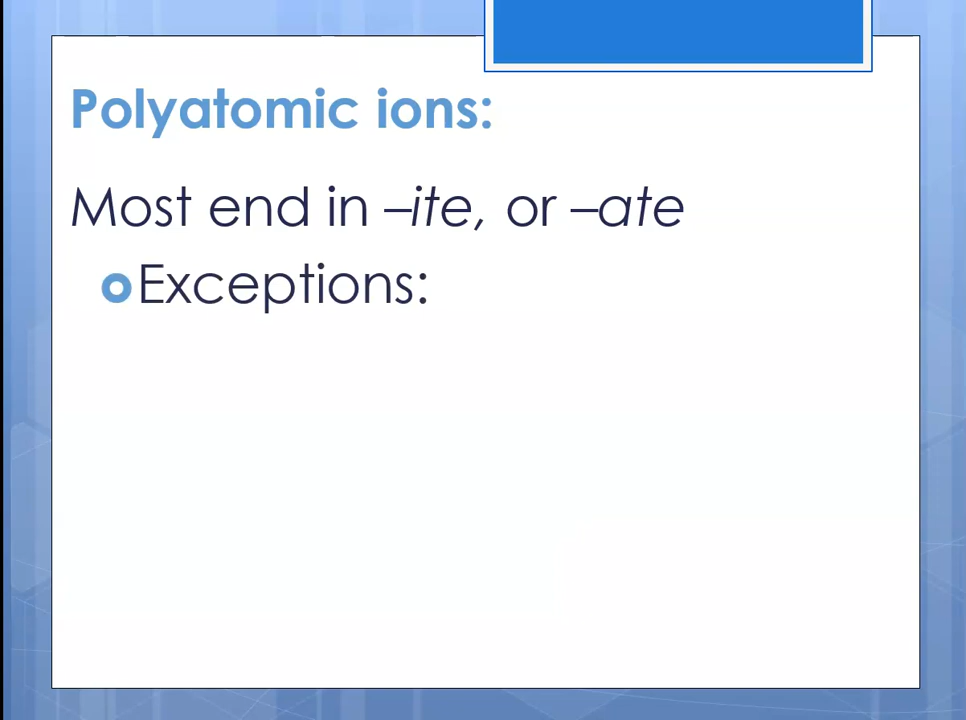 Polyatomic ions:
Most end in –ite, or –ate
Exceptions: